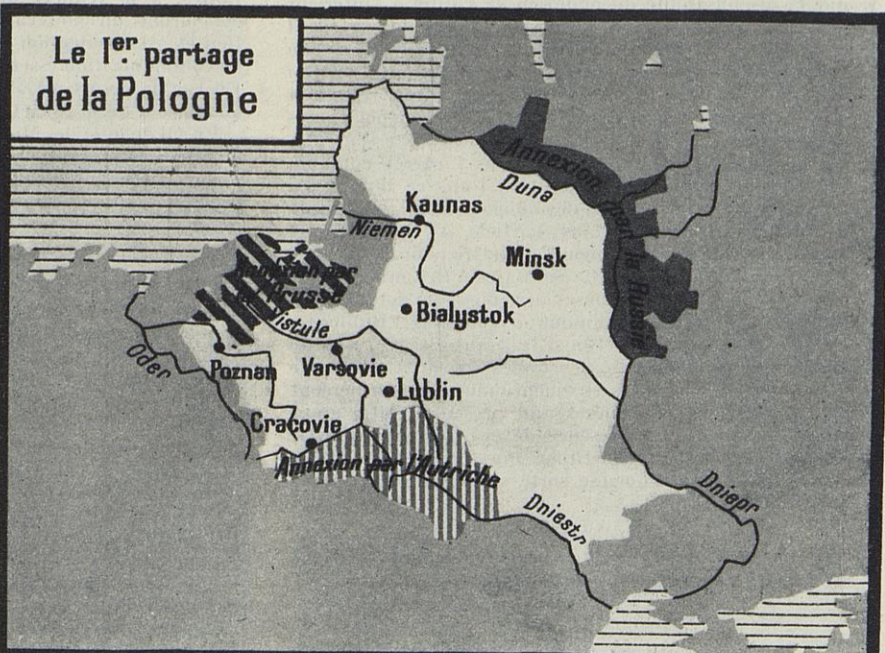 Le 1er partage
de la Pologne
Annexion par la Russie
Duna
Kaunas
Niemen
Minsk
Annexion par
la Prusse
Bialystok
Vistule
Oder
Poznan
Varsovie
Lublin
Cracovie
Annexion par l'Autriche
Dniestr
Dniepr